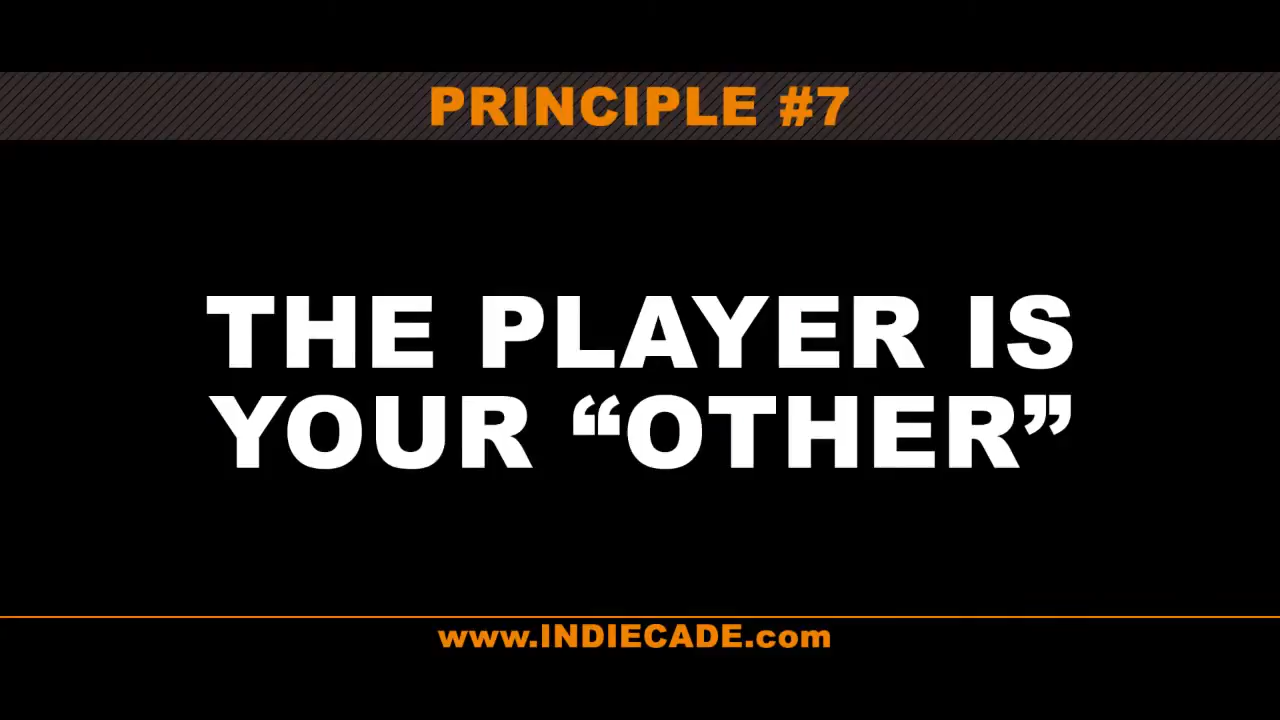 PRINCIPLE #7
THE PLAYER IS
YOUR “OTHER”
www.INDIECADE.com